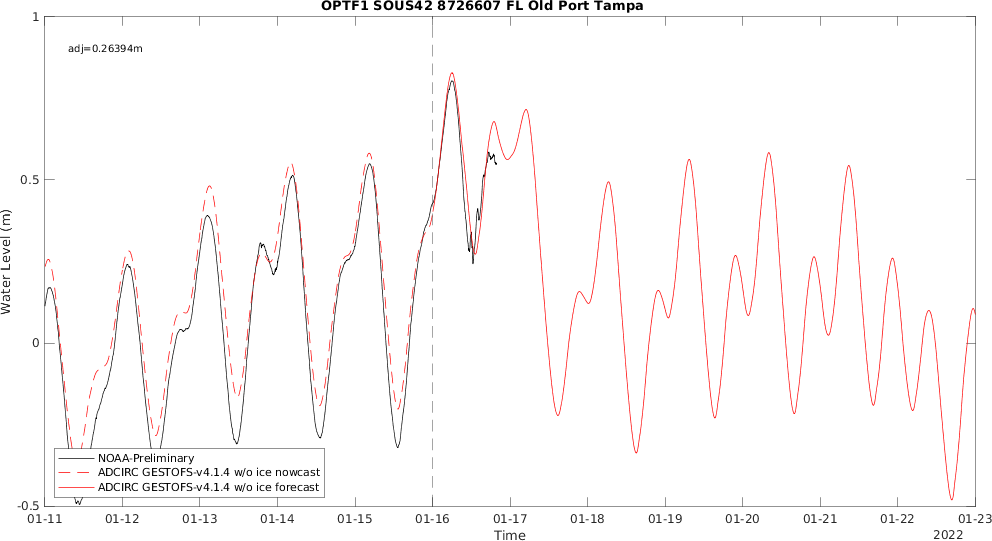 OPTF1 SOUS42 8726607 FL Old Port Tampa
1
adj=0.26394m
0.5
Water Level (m)
0
NOAA-Preliminary
ADCIRC GESTOFS-v4.1.4 w/o ice nowcast
ADCIRC GESTOFS-v4.1.4 w/o ice forecast
-0.5
01-11 01-12 01-13 01-14 01-15 01-16 01-17 01-18 01-19 01-20 01-21 01-22 01-23
Time
2022